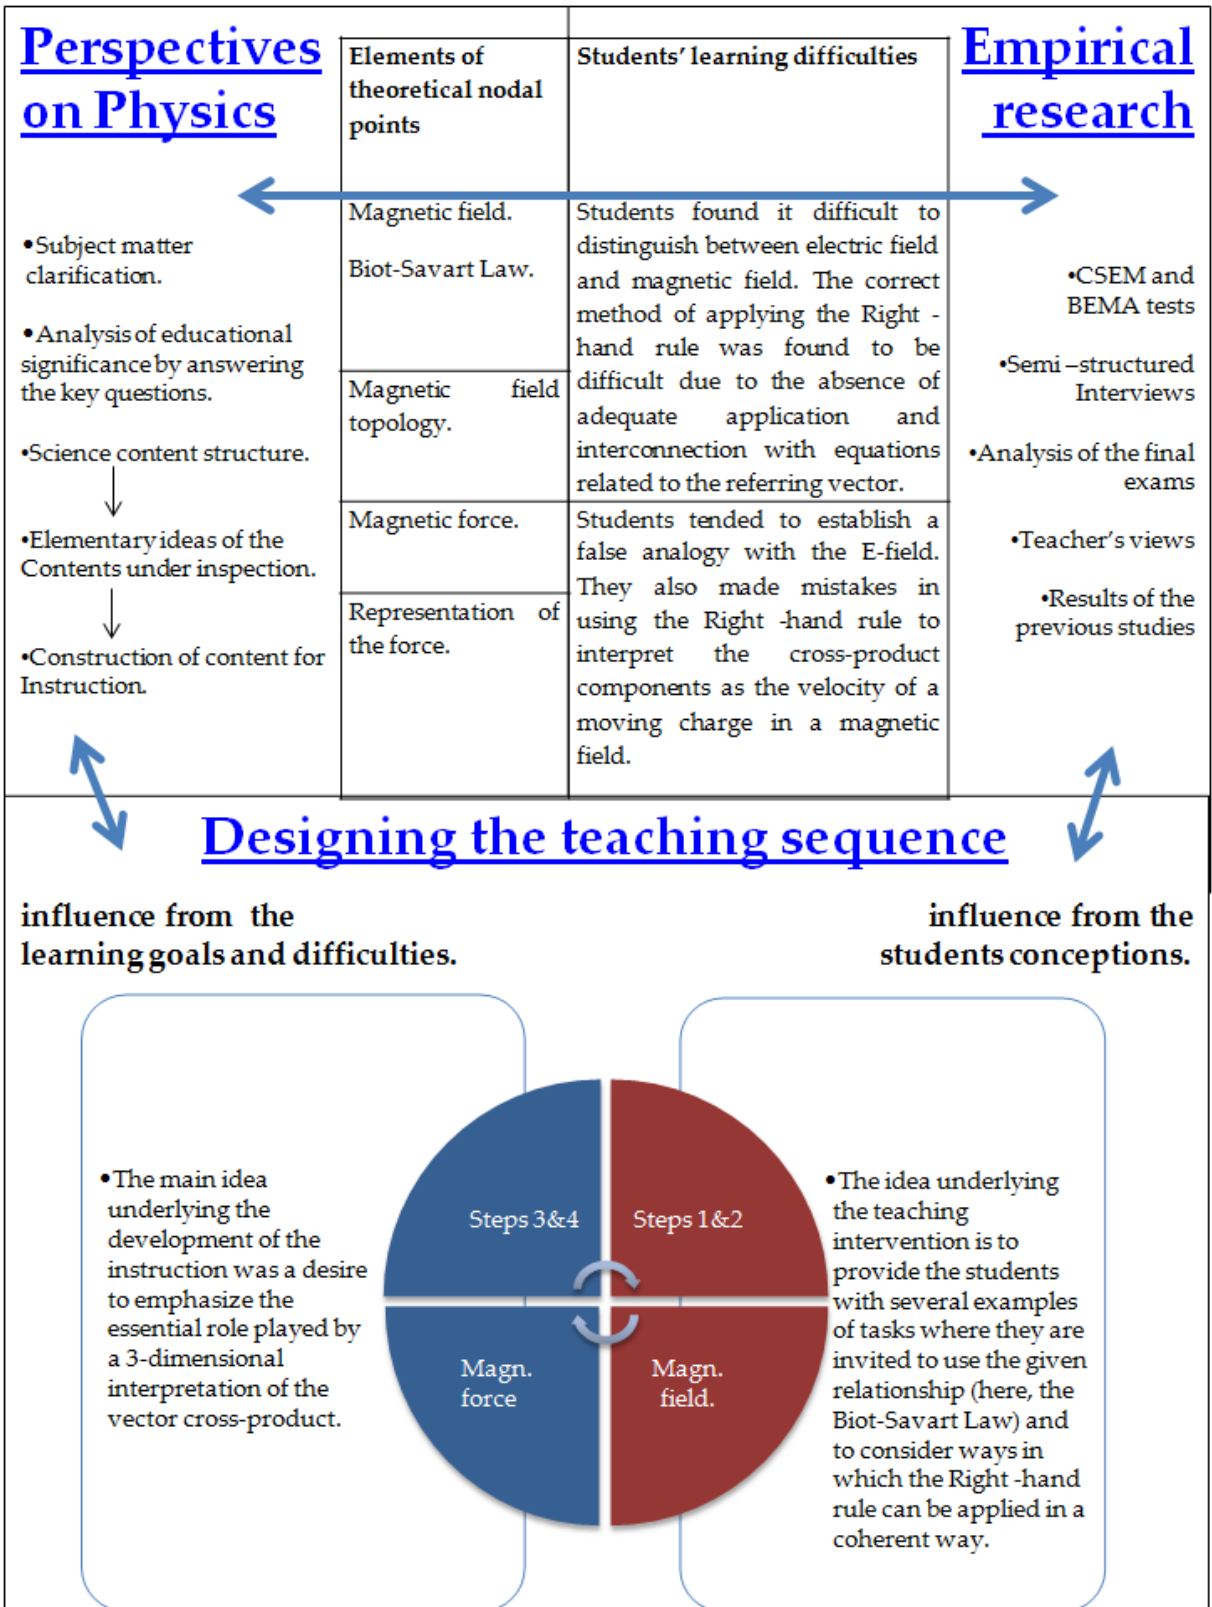 Perspectives
on Physics
•Subject matter
clarification.
•Analysis of educational
significance by answering
the key questions.
•Science content structure.
•Elementary ideas of the
Contents under inspection.
•Construction of content for
Instruction.
Elements of
theoretical nodal
points
Students' learning difficulties
Magnetic field.
Biot-Savart Law.
Magnetic field
topology.
Students found it difficult to
distinguish between electric field
and magnetic field. The correct
method of applying the Right -
hand rule was found to be
difficult due to the absence of
adequate application and
interconnection with equations
related to the referring vector.
Magnetic force.
Representation of
the force.
Students tended to establish a
false analogy with the E-field.
They also made mistakes in
using the Right -hand rule to
interpret the cross-product
components as the velocity of a
moving charge in a magnetic
field.
Empirical
research
•CSEM and
BEMA tests
•Semi –structured
Interviews
•Analysis of the final
exams
•Teacher's views
•Results of the
previous studies
Designing the teaching sequence
influence from the
learning goals and difficulties.
influence from the
students conceptions.
•The main idea
underlying the
development of the
instruction was a desire
to emphasize the
essential role played by
a 3-dimensional
interpretation of the
vector cross-product.
Steps 3&4
Steps 1&2
Magn.
force
Magn.
field.
•The idea underlying
the teaching
intervention is to
provide the students
with several examples
of tasks where they are
invited to use the given
relationship (here, the
Biot-Savart Law) and
to consider ways in
which the Right -hand
rule can be applied in a
coherent way.